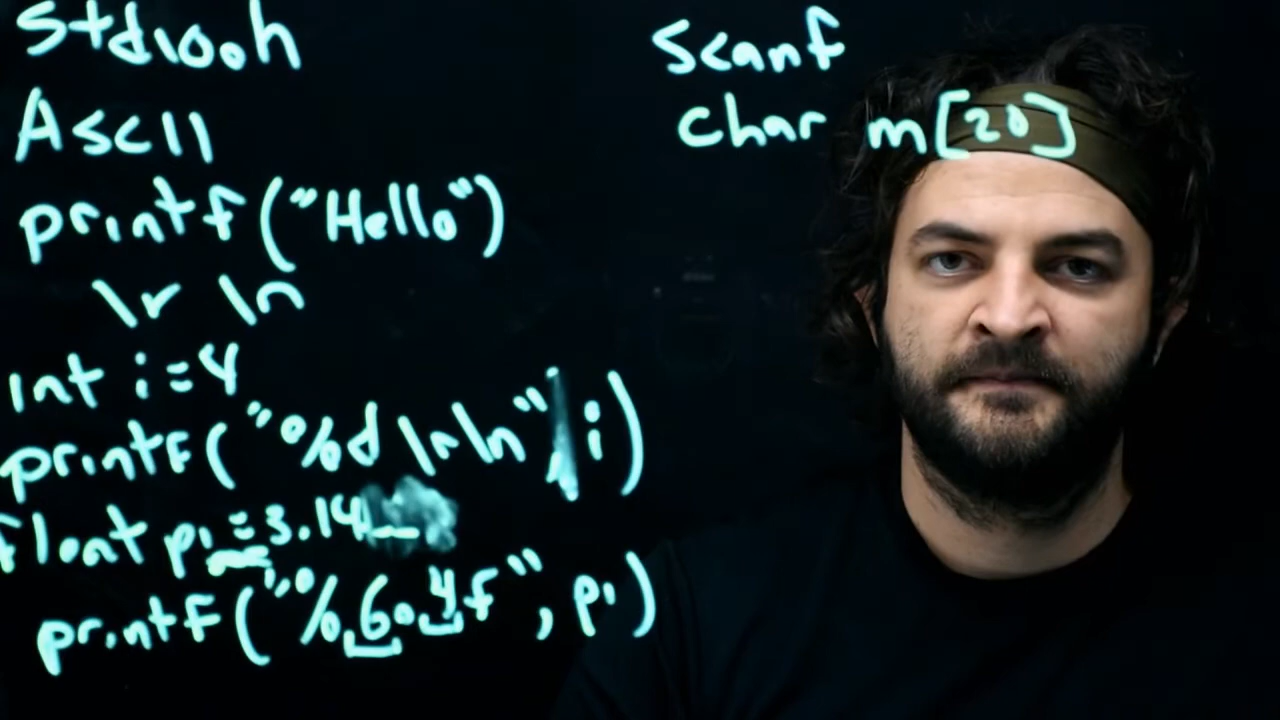 stdio.h
ASCII
printf("Hello")
\r \n
int i=4
printf("%d\r\n", i)
float pi=3.14
printf("%6.4f", pi)
scanf
char m[20]